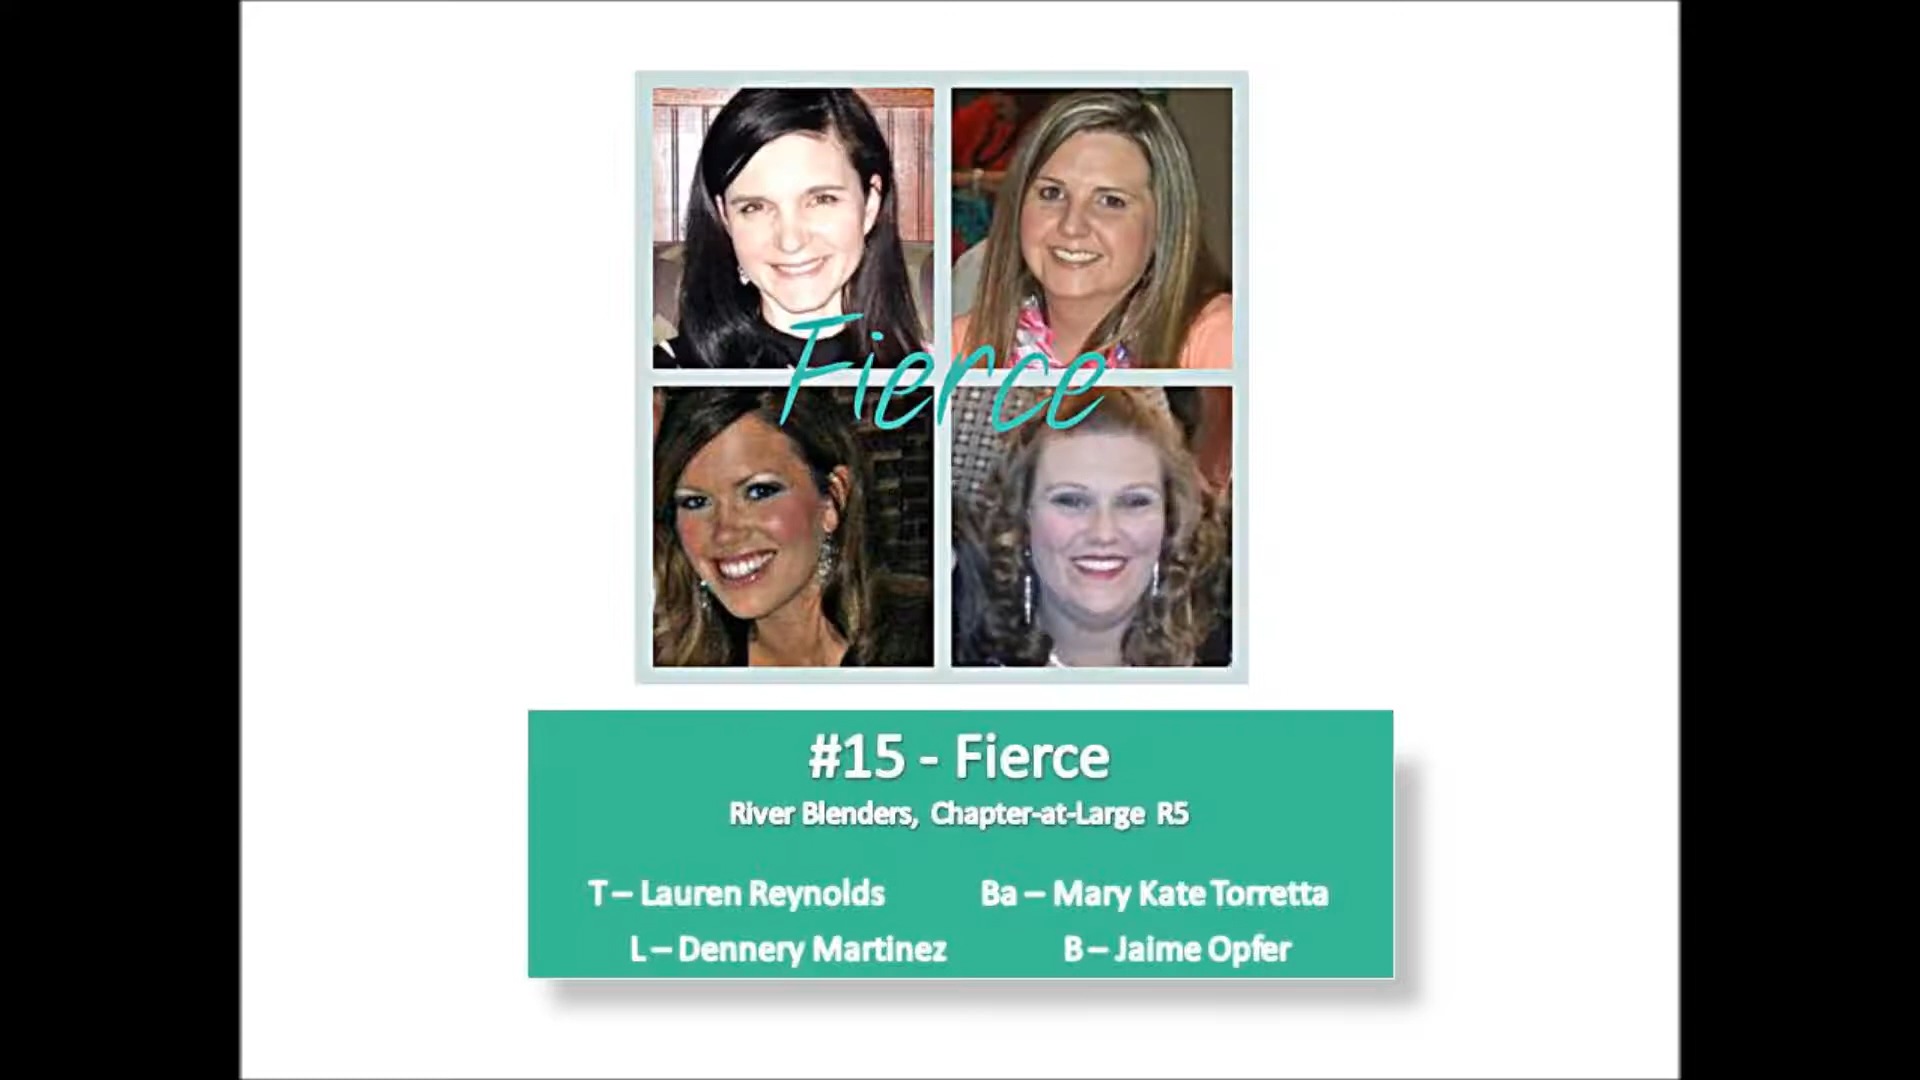 Fierce
#15 - Fierce
River Blenders, Chapter-at-Large R5
T – Lauren Reynolds Ba – Mary Kate Torretta
L – Dennery Martinez B – Jaime Opfer